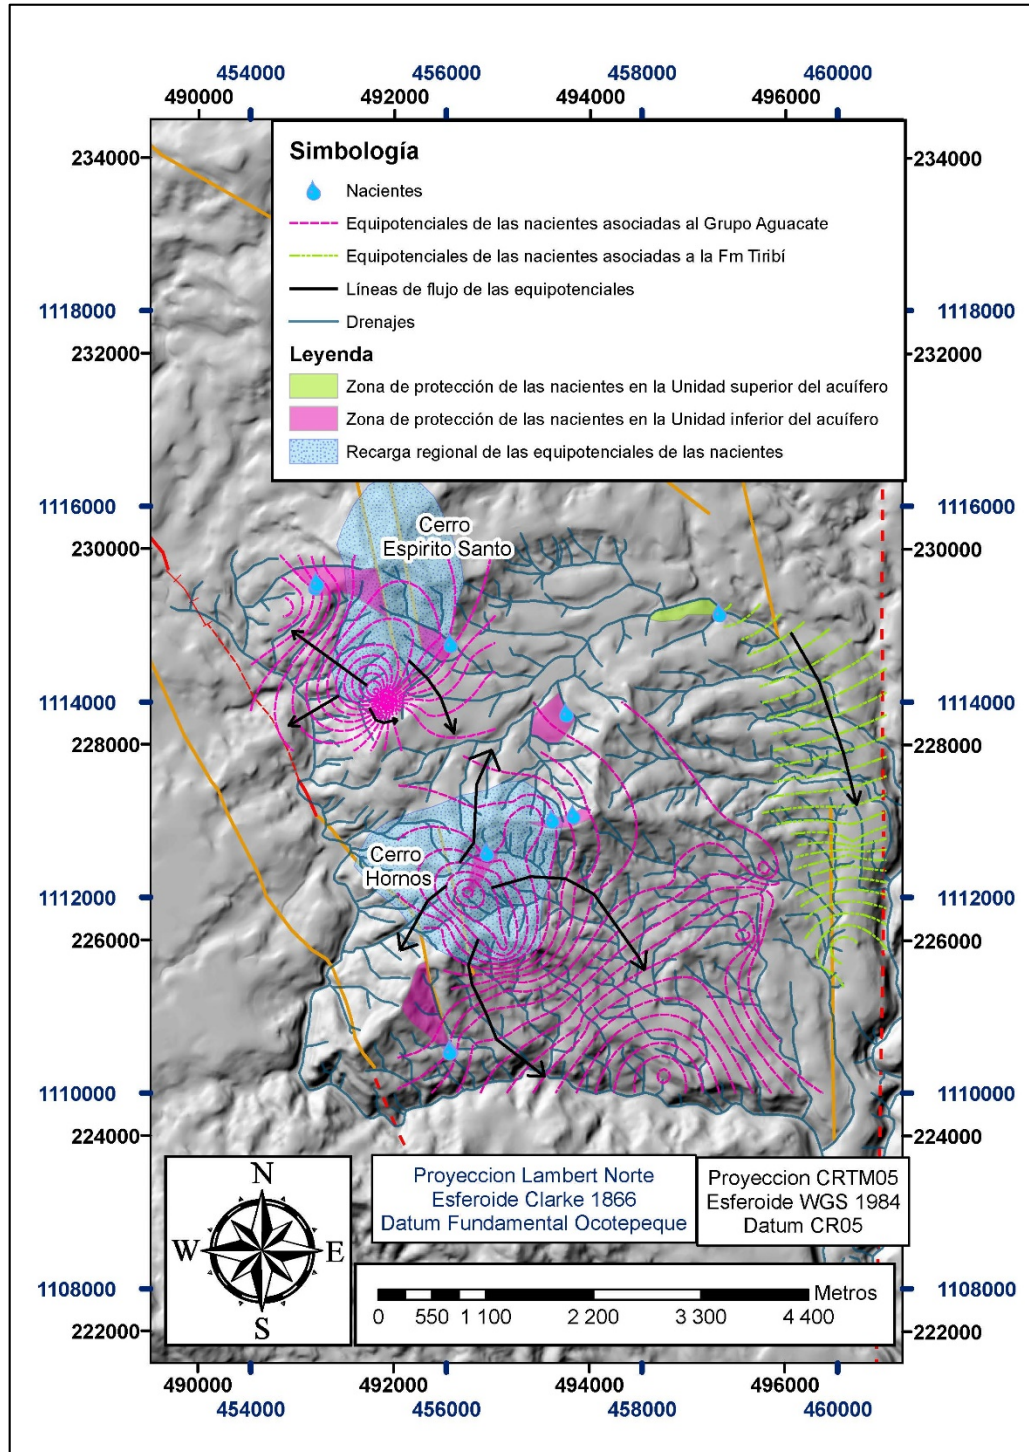 454000 456000 458000 460000
490000 492000 494000 496000
234000 234000
Simbología
Nacientes
Equipotenciales de las nacientes asociadas al Grupo Aguacate
Equipotenciales de las nacientes asociadas a la Fm Tiribí
Líneas de flujo de las equipotenciales
1118000 1118000
Drenajes
232000 232000
Leyenda
Zona de protección de las nacientes en la Unidad superior del acuífero
Zona de protección de las nacientes en la Unidad inferior del acuífero
Recarga regional de las equipotenciales de las nacientes
1116000 1116000
Cerro
Espirito Santo
230000 230000
1114000 1114000
228000 228000
Cerro
Hornos
1112000 1112000
226000 226000
1110000 1110000
224000 224000
Proyeccion Lambert Norte
Esferoide Clarke 1866
Datum Fundamental Ocotepeque
Proyeccion CRTM05
Esferoide WGS 1984
Datum CR05
N
W E
S
1108000 1108000
Metros
0 550 1 100 2 200 3 300 4 400
222000 222000
490000 492000 494000 496000
454000 456000 458000 460000